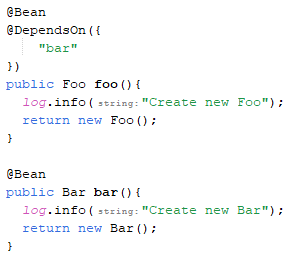 @Bean
@DependsOn({
    "bar"
})
public Foo foo(){
  log.info( string: "Create new Foo");
  return new Foo();
}

@Bean
public Bar bar(){
  log.info( string: "Create new Bar");
  return new Bar();
}